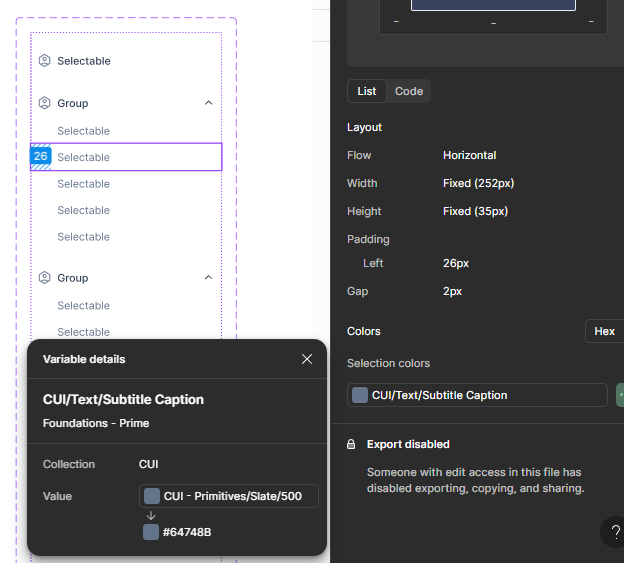 Selectable
Group
Selectable
26
Selectable
Selectable
Selectable
Selectable
Group
Selectable
Selectable
Variable details
CUI/Text/Subtitle Caption
Foundations - Prime
Collection CUI
Value CUI - Primitives/Slate/500
#64748B
List Code
Layout
Flow Horizontal
Width Fixed (252px)
Height Fixed (35px)
Padding
Left 26px
Gap 2px
Colors Hex
Selection colors
CUI/Text/Subtitle Caption
Export disabled
Someone with edit access in this file has
disabled exporting, copying, and sharing.
?